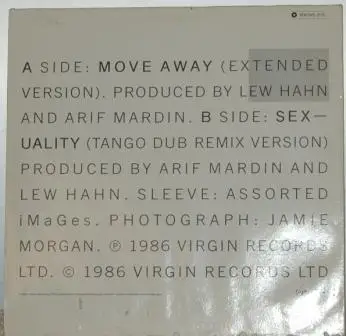 A SIDE: MOVE AWAY (EXTENDED
VERSION). PRODUCED BY LEW HAHN
AND ARIF MARDIN. B SIDE: SEX—
UALITY (TANGO DUB REMIX VERSION)
PRODUCED BY ARIF MARDIN AND
LEW HAHN. SLEEVE: ASSORTED
iMaGes. PHOTOGRAPH: JAMIE
MORGAN. ℗ 1986 VIRGIN RECORDS
LTD. © 1986 VIRGIN RECORDS LTD